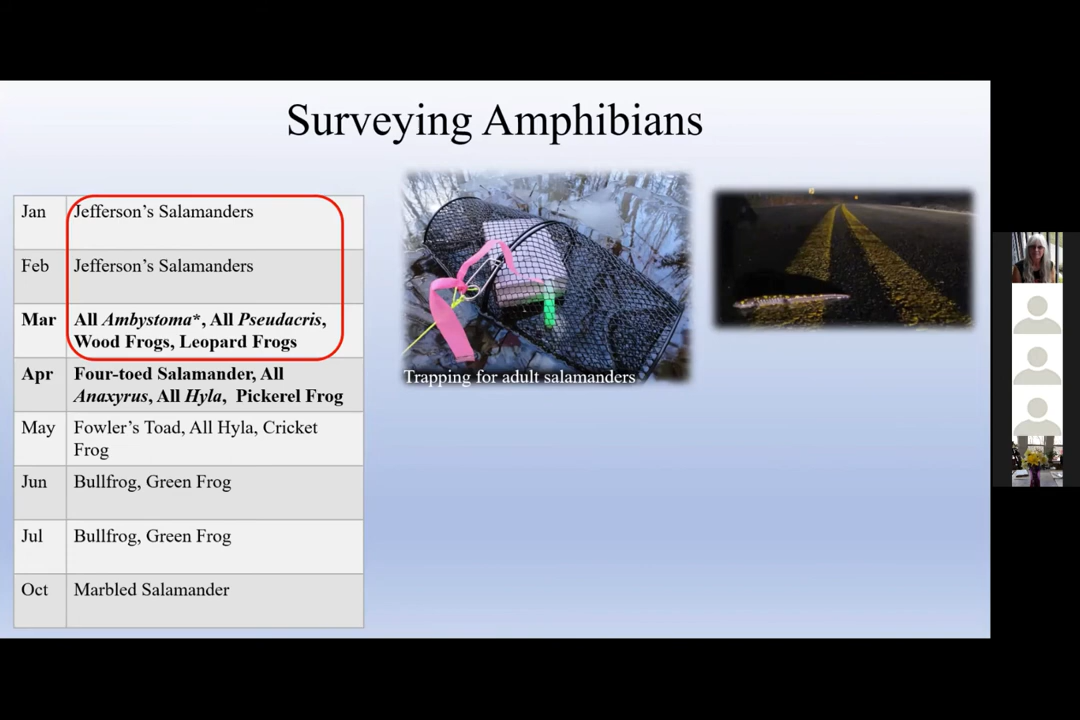 Surveying Amphibians
Jan Jefferson's Salamanders
Feb Jefferson's Salamanders
Mar All Ambystoma*, All Pseudacris,
Wood Frogs, Leopard Frogs
Apr Four-toed Salamander, All
Anaxyrus, All Hyla, Pickerel Frog
May Fowler's Toad, All Hyla, Cricket
Frog
Jun Bullfrog, Green Frog
Jul Bullfrog, Green Frog
Oct Marbled Salamander
Trapping for adult salamanders